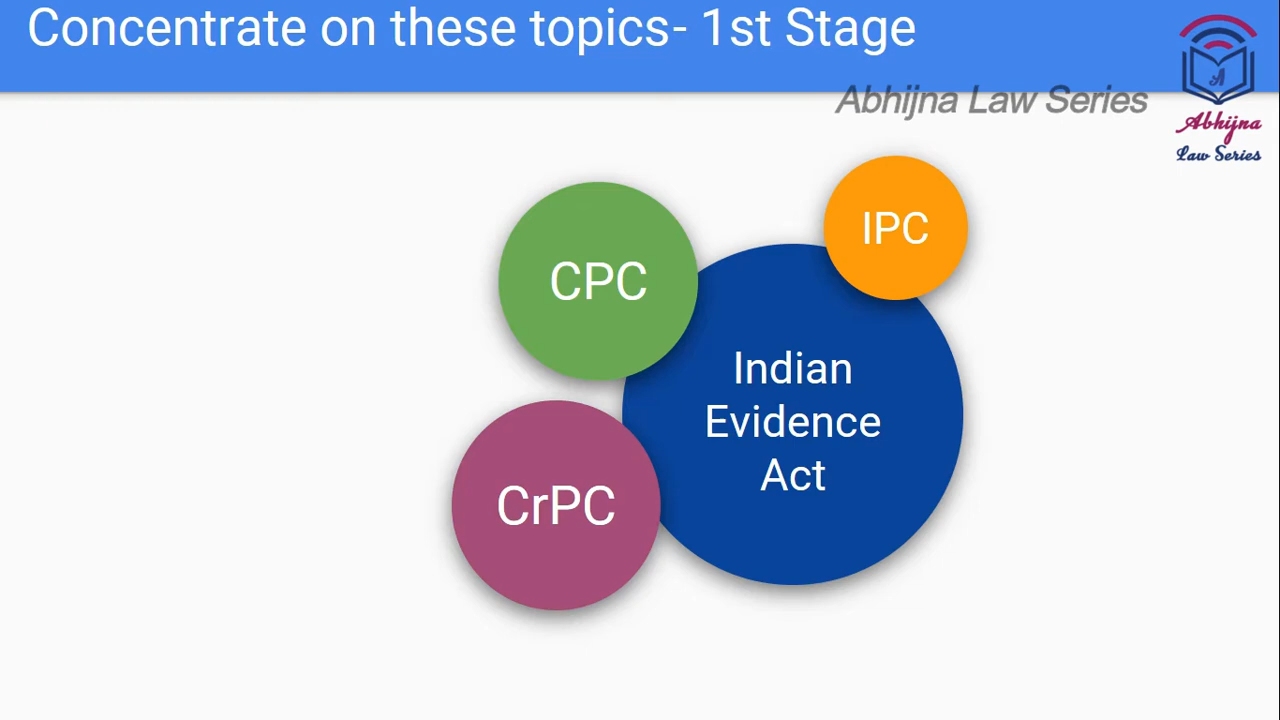 Concentrate on these topics- 1st Stage
Abhijna Law Series
A
Abhijna
Law Series
IPC
CPC
Indian
Evidence
Act
CrPC